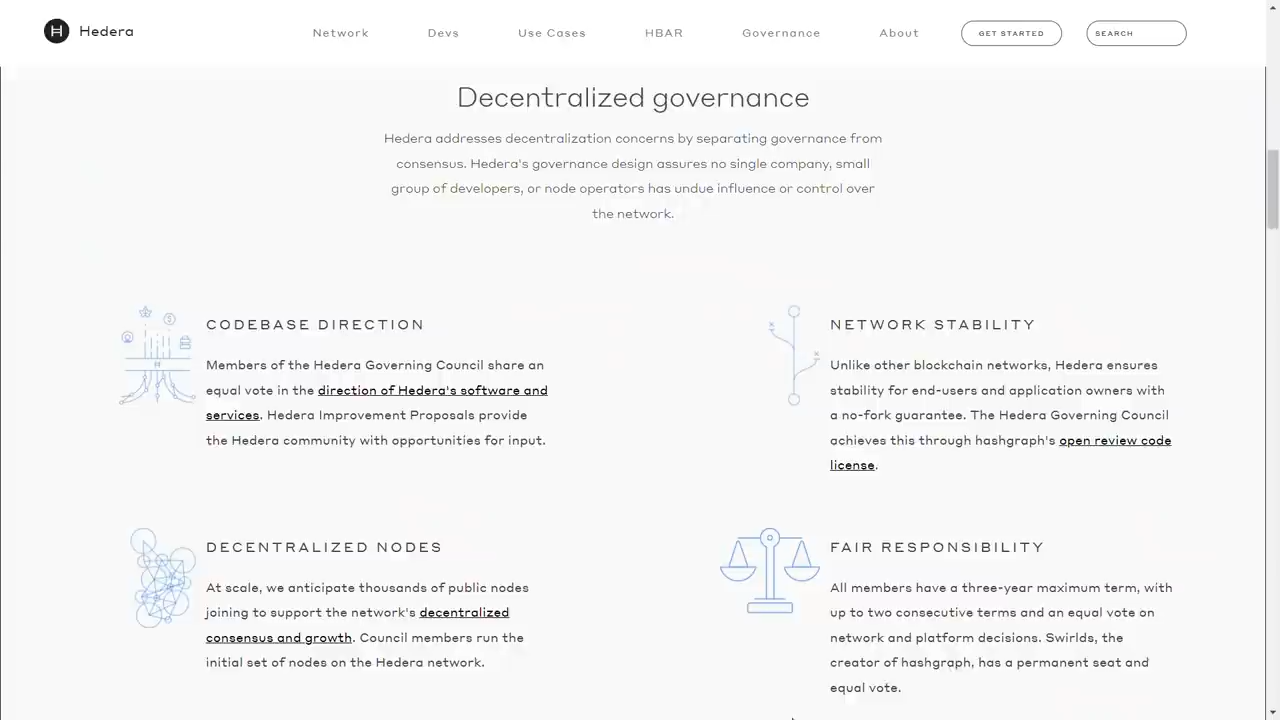 Hedera
Network
Devs
Use Cases
HBAR
Governance
About
GET STARTED
SEARCH
Decentralized governance
Hedera addresses decentralization concerns by separating governance from
consensus. Hedera's governance design assures no single company, small
group of developers, or node operators has undue influence or control over
the network.
CODEBASE DIRECTION
Members of the Hedera Governing Council share an
equal vote in the direction of Hedera's software and
services. Hedera Improvement Proposals provide
the Hedera community with opportunities for input.
NETWORK STABILITY
Unlike other blockchain networks, Hedera ensures
stability for end-users and application owners with
a no-fork guarantee. The Hedera Governing Council
achieves this through hashgraph's open review code
license.
DECENTRALIZED NODES
At scale, we anticipate thousands of public nodes
joining to support the network's decentralized
consensus and growth. Council members run the
initial set of nodes on the Hedera network.
FAIR RESPONSIBILITY
All members have a three-year maximum term, with
up to two consecutive terms and an equal vote on
network and platform decisions. Swirlds, the
creator of hashgraph, has a permanent seat and
equal vote.